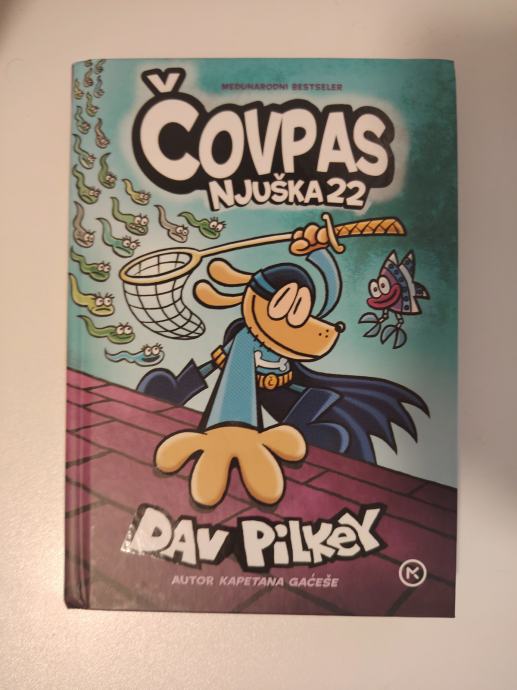 MEĐUNARODNI BESTSELER
ČOVPAS
NJUŠKA 22
DAV PILKEY
AUTOR KAPETANA GAĆEŠE